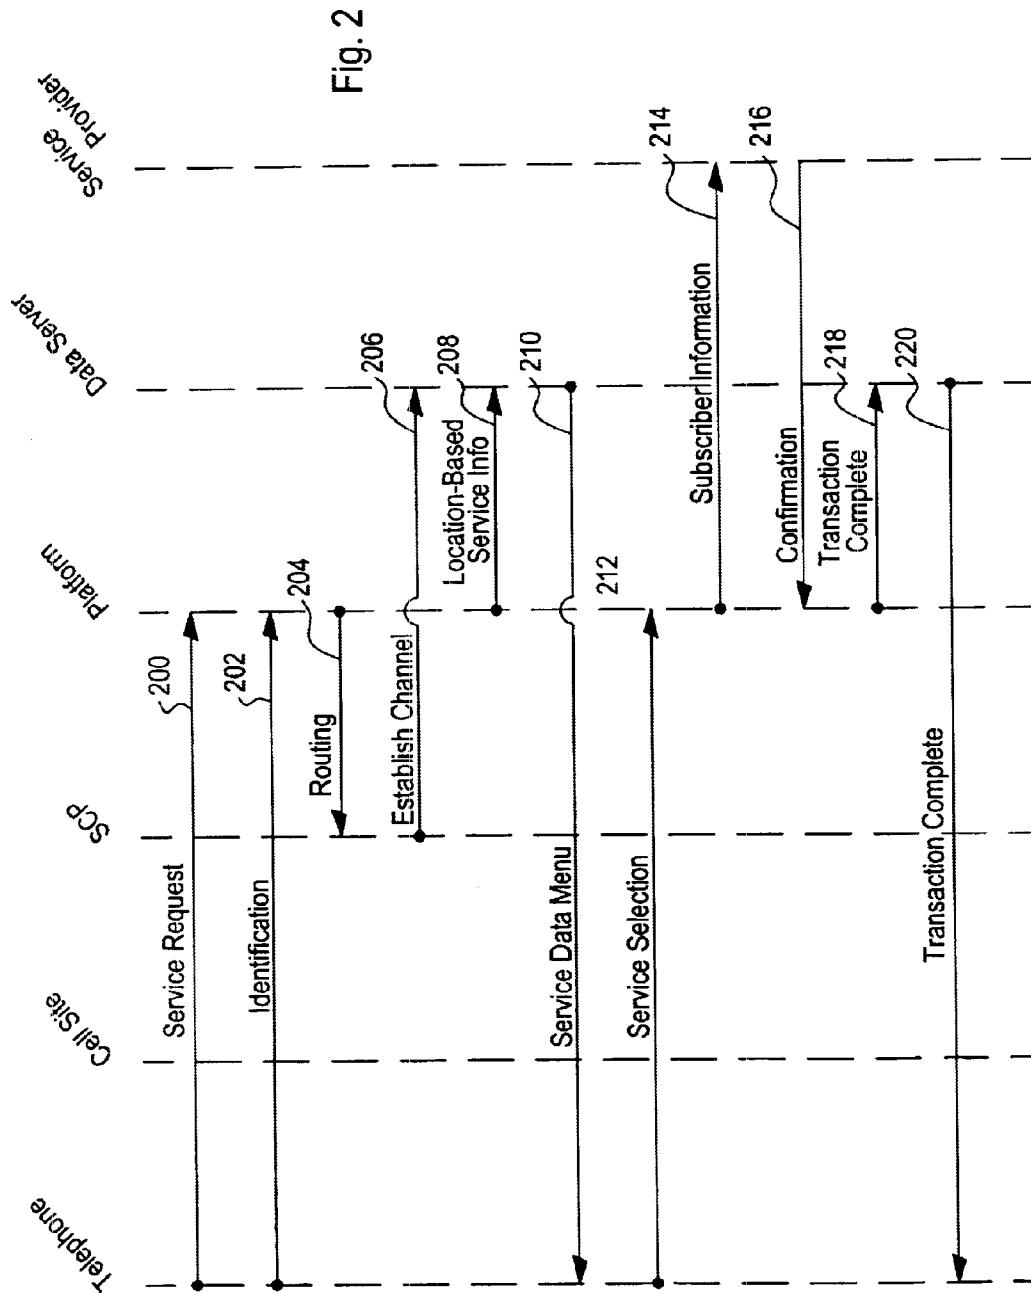 Fig. 2
Telephone
Cell Site
SCP
Platform
Data Server
Service
Provider
Service Request
200
Identification
202
Routing
204
Establish Channel
206
Location-Based
Service Info
208
Service Data Menu
210
Service Selection
212
Subscriber Information
214
Confirmation
216
Transaction
Complete
218
Transaction Complete
220